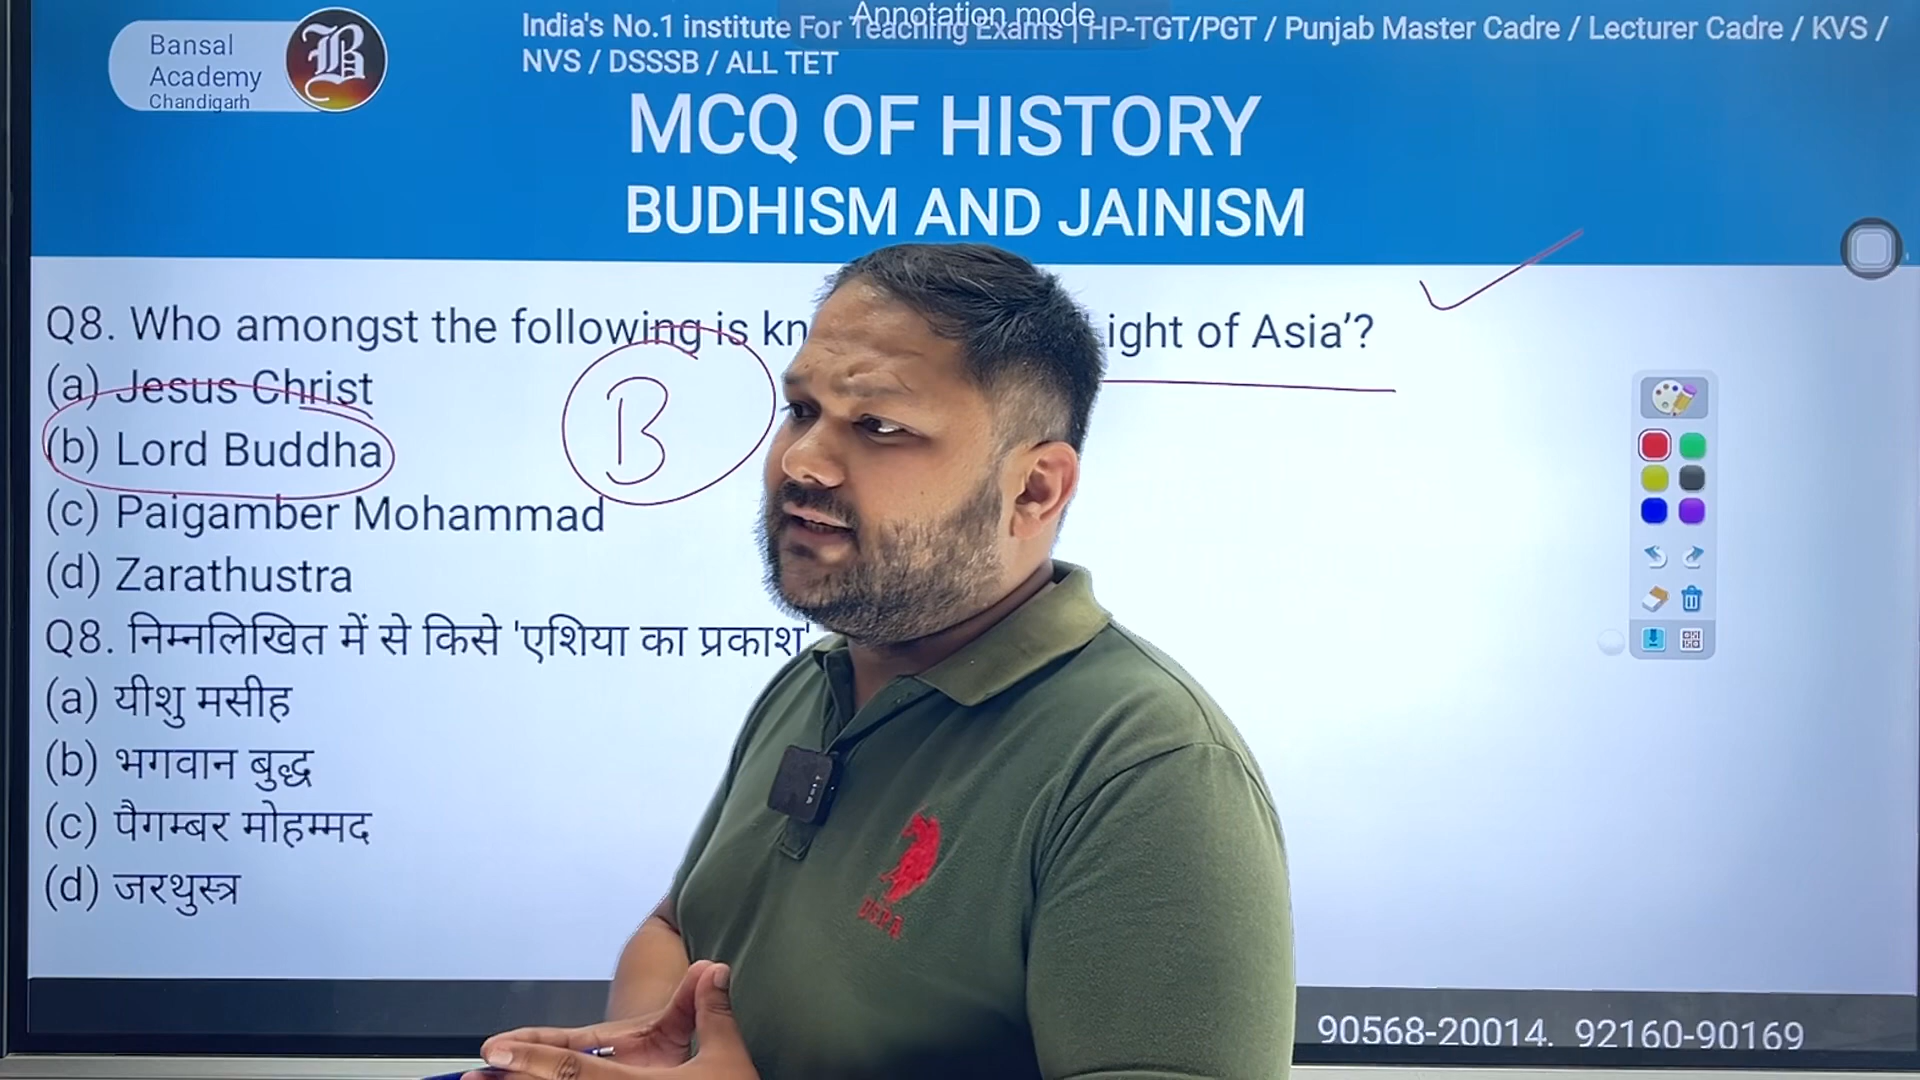 Bansal
Academy
Chandigarh
B
Annotation mode
India's No.1 institute For Teaching Exams | HP-TGT/PGT / Punjab Master Cadre / Lecturer Cadre / KVS /
NVS / DSSSB / ALL TET
MCQ OF HISTORY
BUDHISM AND JAINISM
Q8. Who amongst the following is kn ight of Asia'?
(a) Jesus Christ
(b) Lord Buddha
B
(c) Paigamber Mohammad
(d) Zarathustra
Q8. निम्नलिखित में से किसे 'एशिया का प्रकाश'
(a) यीशु मसीह
(b) भगवान बुद्ध
(c) पैगम्बर मोहम्मद
(d) जरथुस्त्र
USPA
90568-20014. 92160-90169